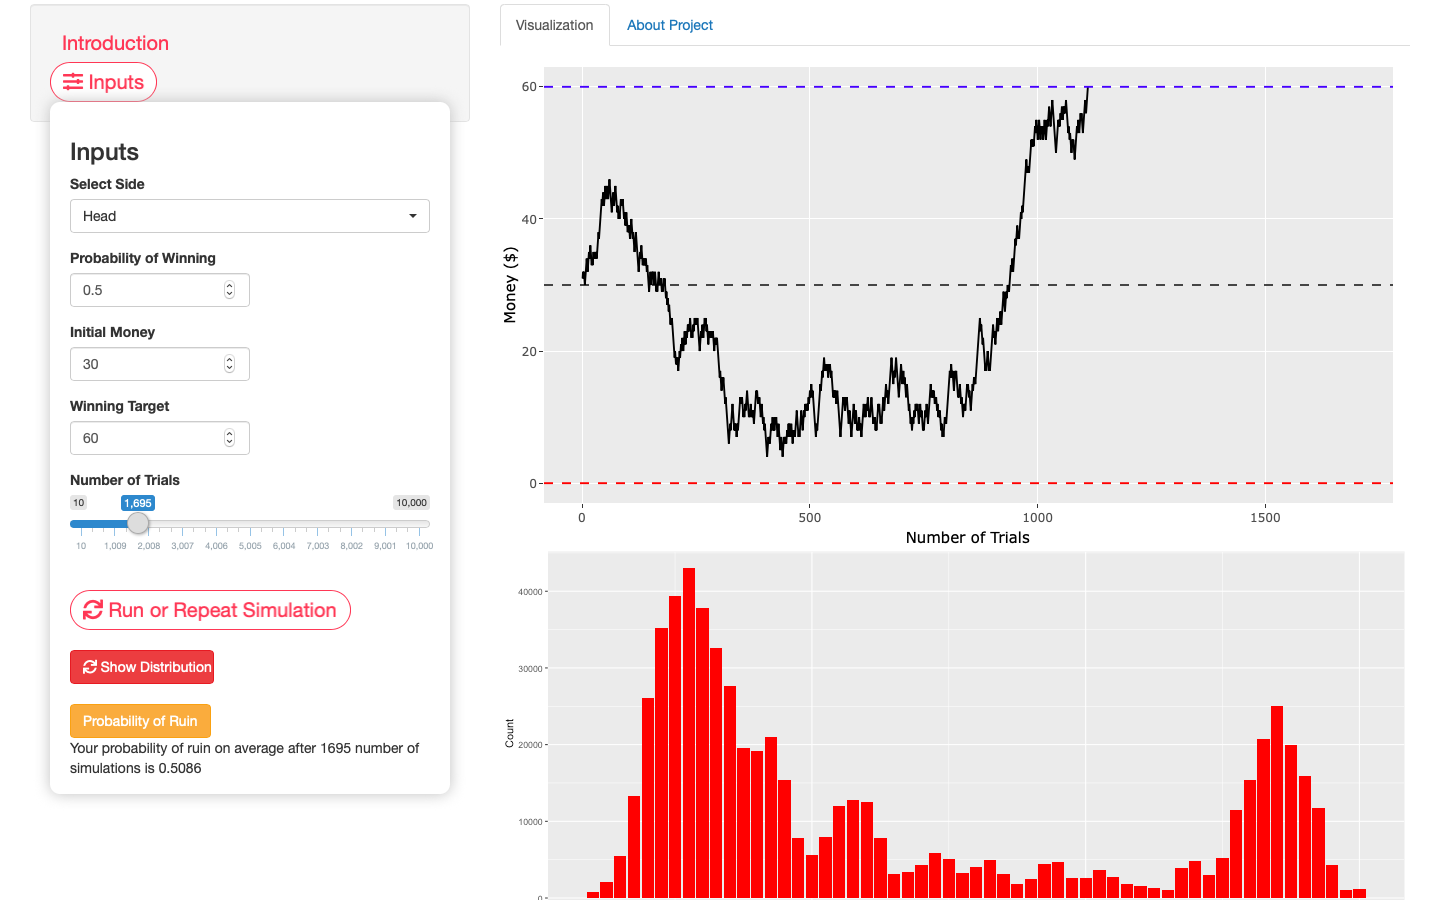 Introduction
Inputs
Inputs
Select Side
Head
Probability of Winning
0.5
Initial Money
30
Winning Target
60
Number of Trials
10
1,695
10,000
10 1,009 2,008 3,007 4,006 5,005 6,004 7,003 8,002 9,001 10,000
Run or Repeat Simulation
Show Distribution
Probability of Ruin
Your probability of ruin on average after 1695 number of
simulations is 0.5086
Visualization
About Project
60
40
20
0
Money ($)
0 500 1000 1500
Number of Trials
40000
30000
20000
10000
0
Count